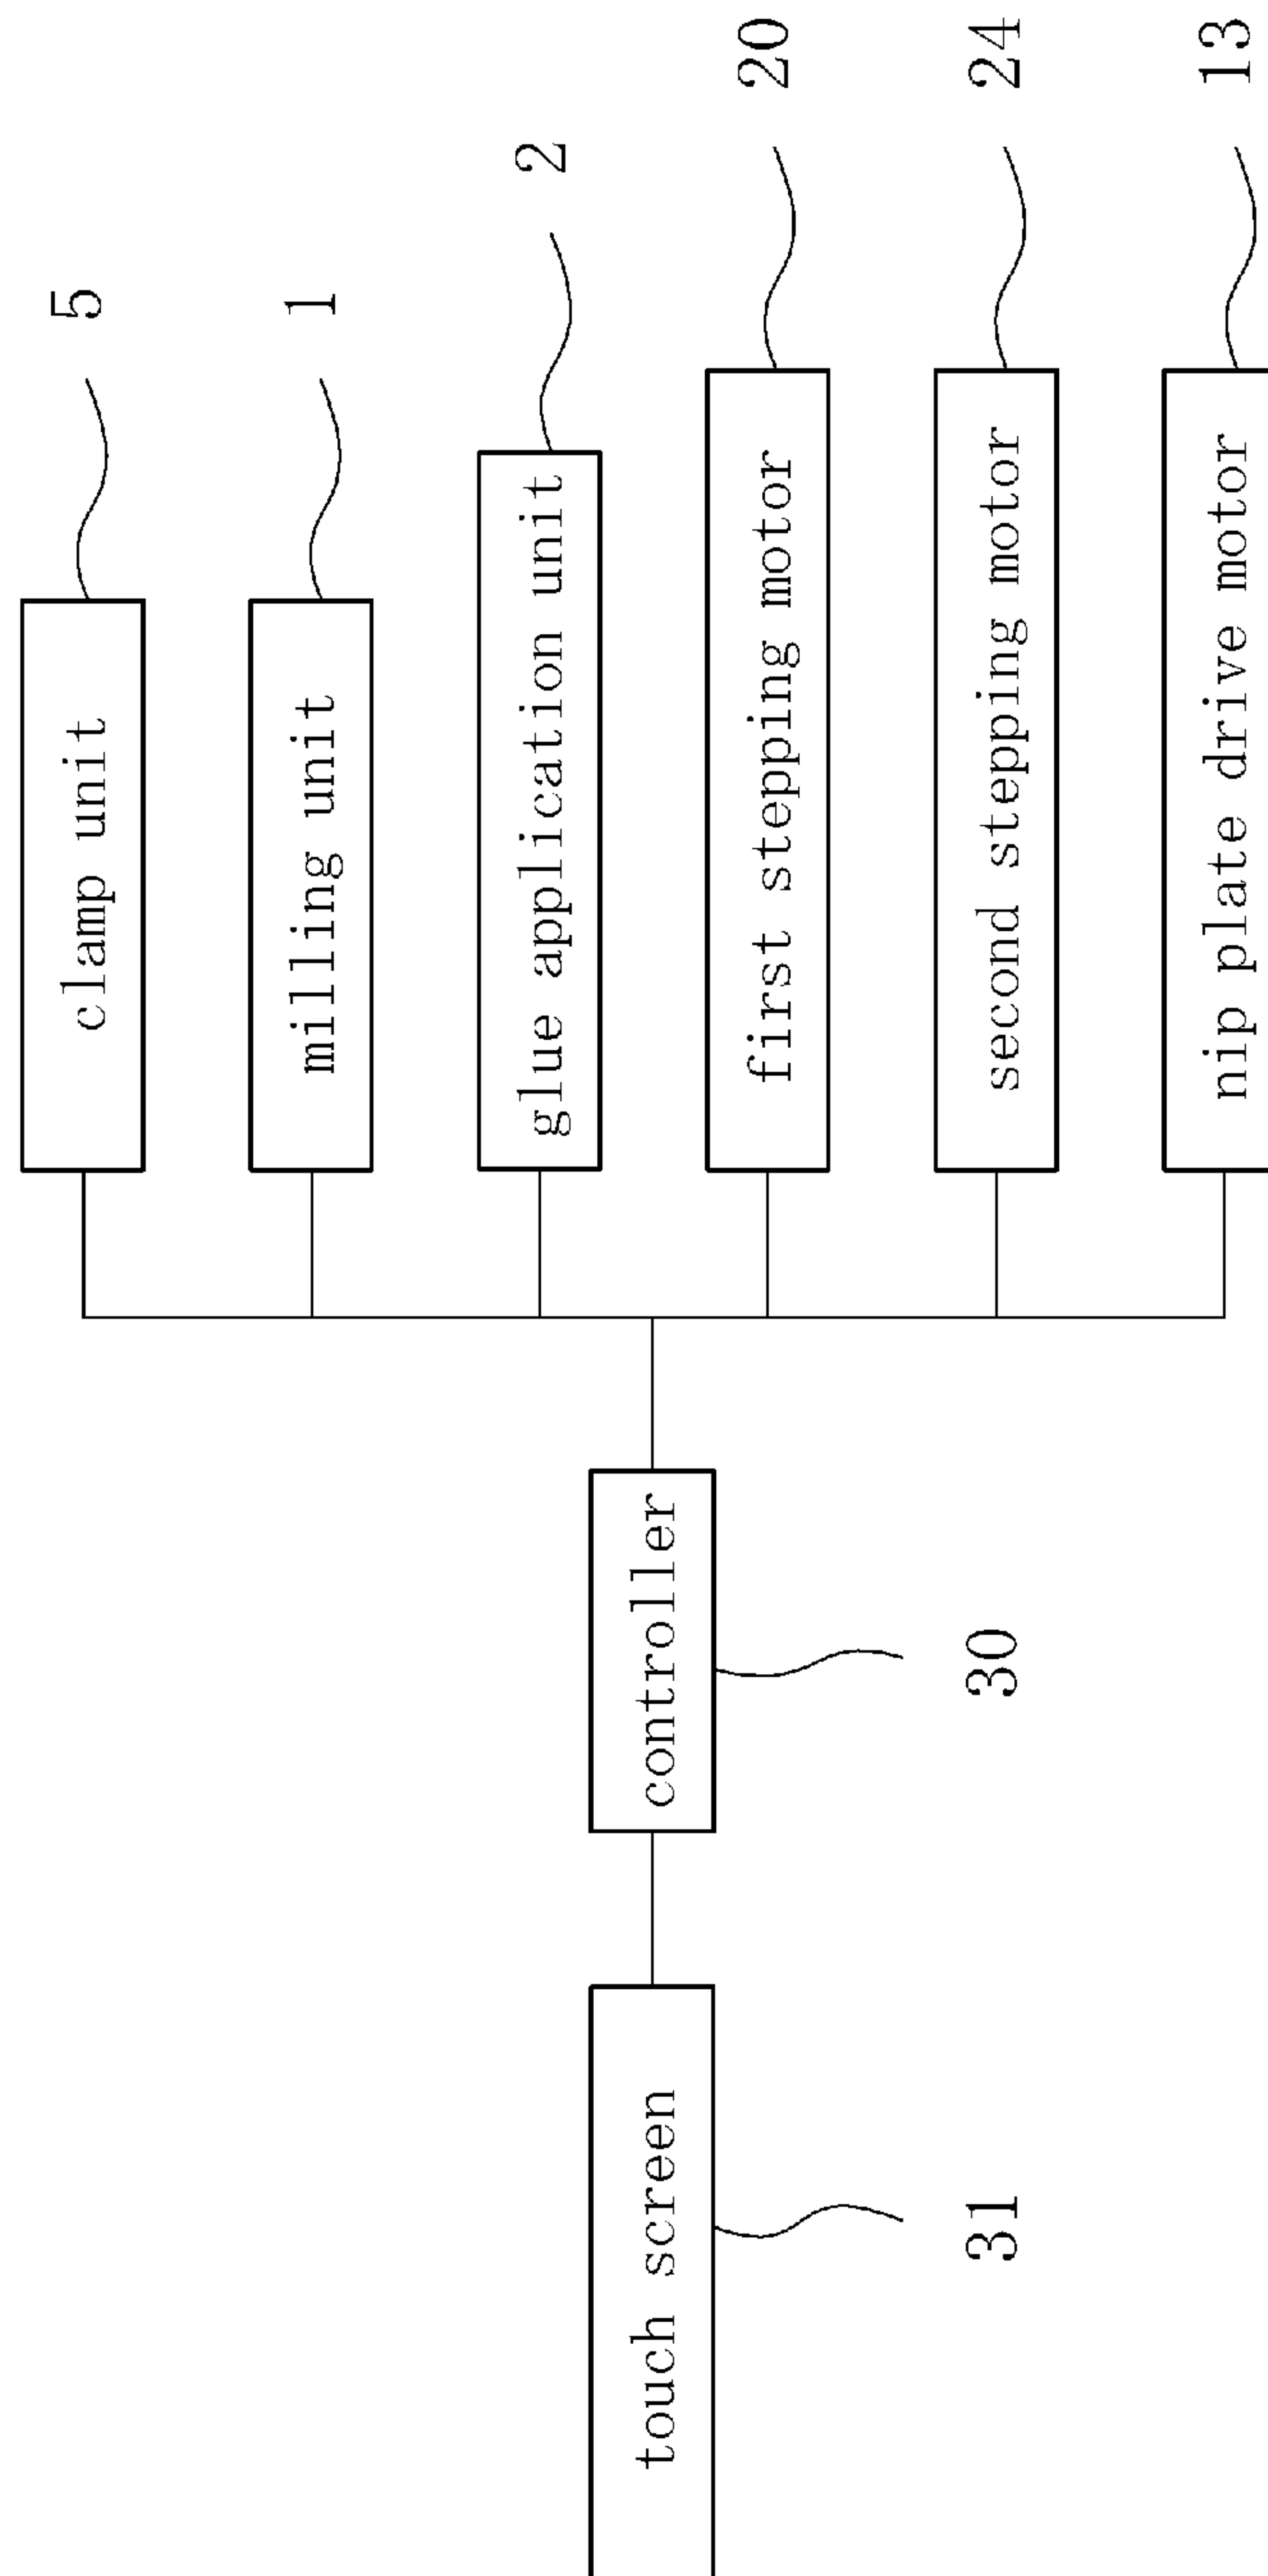 clamp unit
5
milling unit
1
glue application unit
2
first stepping motor
20
second stepping motor
24
nip plate drive motor
13
controller
30
touch screen
31